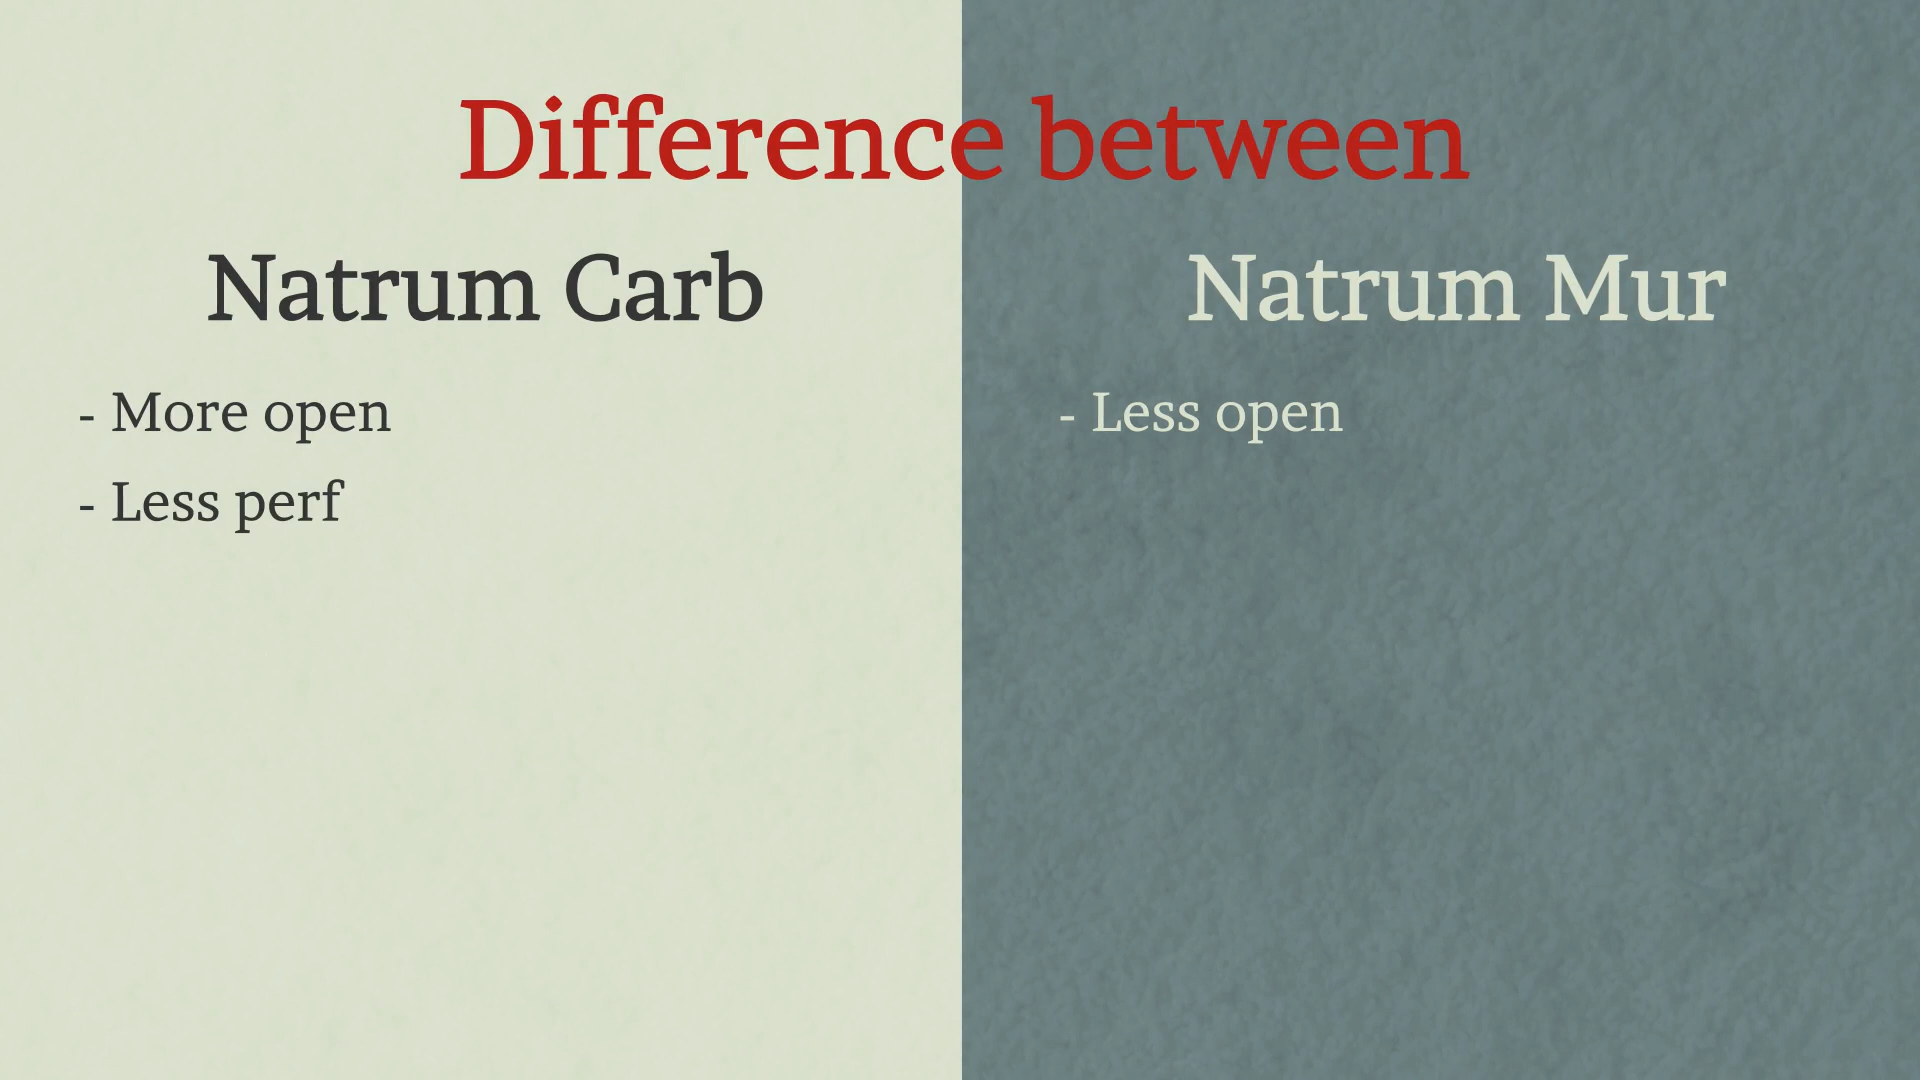 Difference between
Natrum Carb
- More open
- Less perf
Natrum Mur
- Less open